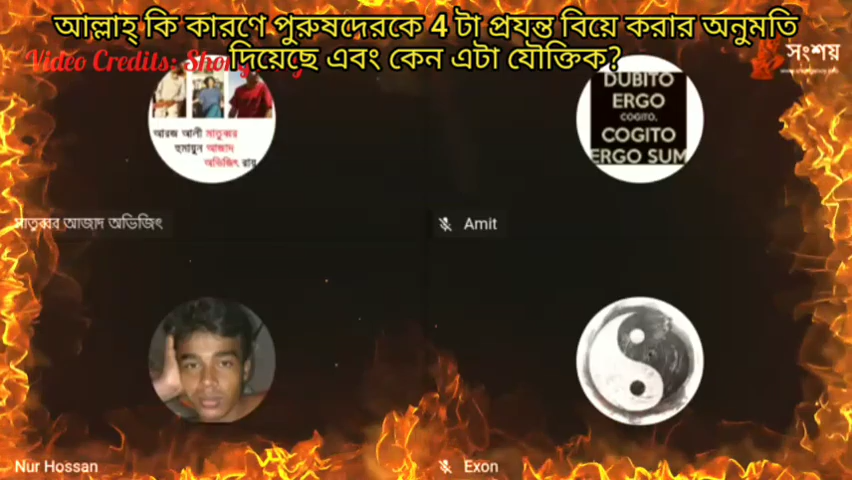 আল্লাহ্ কি কারণে পুরুষদেরকে 4 টা প্রযন্ত বিয়ে করার অনুমতি
দিয়েছে এবং কেন এটা যৌক্তিক?
Video Credits:
সংশয়
আরজ আলী মাতুব্বর
হুমায়ুন আজাদ
অভিজিৎ রায়
DUBITO
ERGO
COGITO,
COGITO
ERGO SUM
মাতুব্বর আজাদ অভিজিৎ
Amit
Nur Hossan
Exon